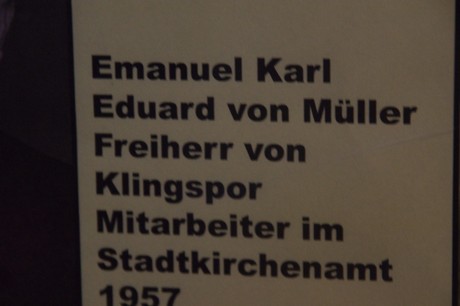 Emanuel Karl
Eduard von Müller
Freiherr von
Klingspor
Mitarbeiter im
Stadtkirchenamt
1957